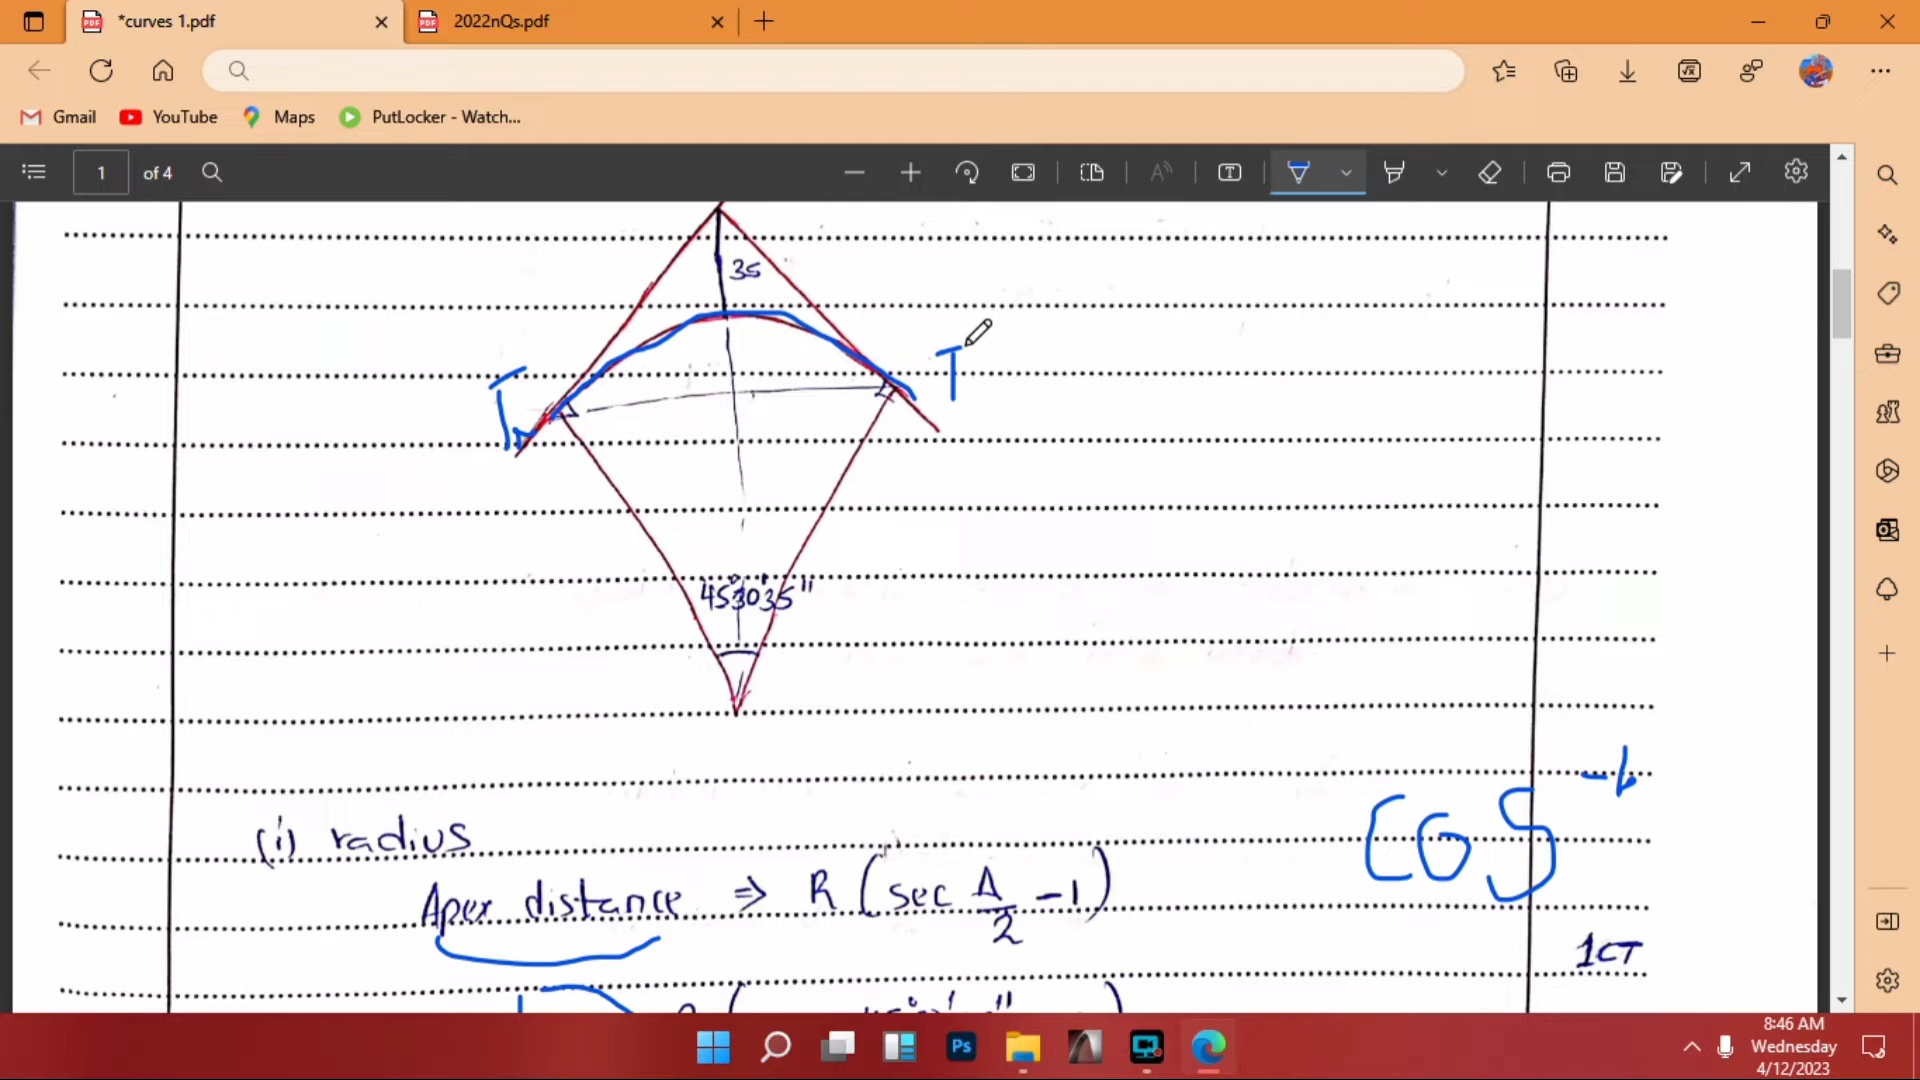 *curves 1.pdf
2022nQs.pdf
Gmail
YouTube
Maps
PutLocker - Watch...
1 of 4
35
T
T
45°30'35"
COS
-1
(i) radius
Apex distance ⇒ R (sec Δ/2 -1)
1CT
Ps
8:46 AM
Wednesday
4/12/2023